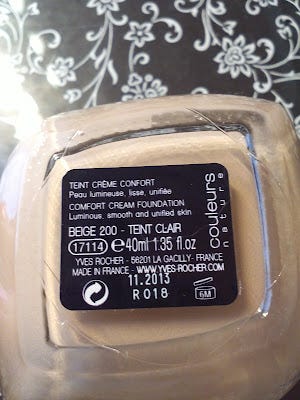 TEINT CRÈME CONFORT
Peau lumineuse, lisse, unifiée
COMFORT CREAM FOUNDATION
Luminous, smooth and unified skin
BEIGE 200 - TEINT CLAIR
17114 ℮40ml 1.35 fl.oz
YVES ROCHER - 56201 LA GACILLY- FRANCE
MADE IN FRANCE - WWW.YVES-ROCHER.COM
11.2013
R018
6M
couleurs
nature